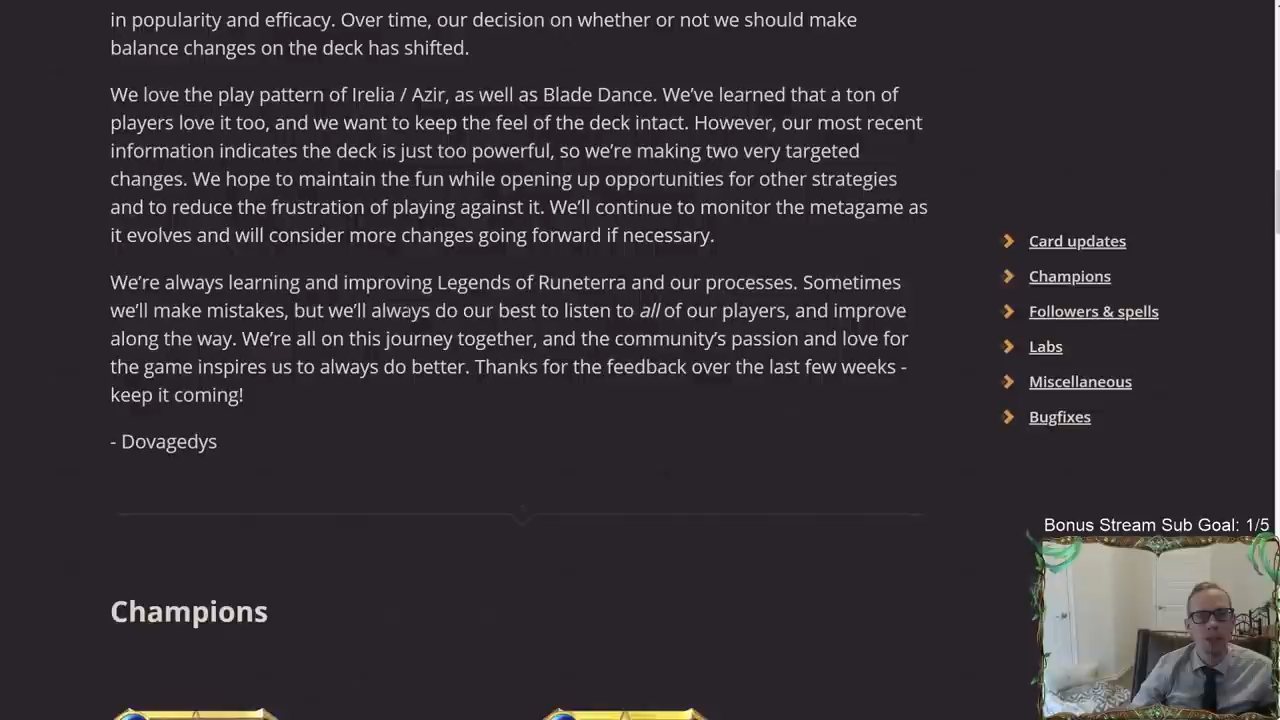 in popularity and efficacy. Over time, our decision on whether or not we should make
balance changes on the deck has shifted.
We love the play pattern of Irelia / Azir, as well as Blade Dance. We've learned that a ton of
players love it too, and we want to keep the feel of the deck intact. However, our most recent
information indicates the deck is just too powerful, so we're making two very targeted
changes. We hope to maintain the fun while opening up opportunities for other strategies
and to reduce the frustration of playing against it. We'll continue to monitor the metagame as
it evolves and will consider more changes going forward if necessary.
We're always learning and improving Legends of Runeterra and our processes. Sometimes
we'll make mistakes, but we'll always do our best to listen to all of our players, and improve
along the way. We're all on this journey together, and the community's passion and love for
the game inspires us to always do better. Thanks for the feedback over the last few weeks -
keep it coming!
- Dovagedys
Champions
Card updates
Champions
Followers & spells
Labs
Miscellaneous
Bugfixes
Bonus Stream Sub Goal: 1/5